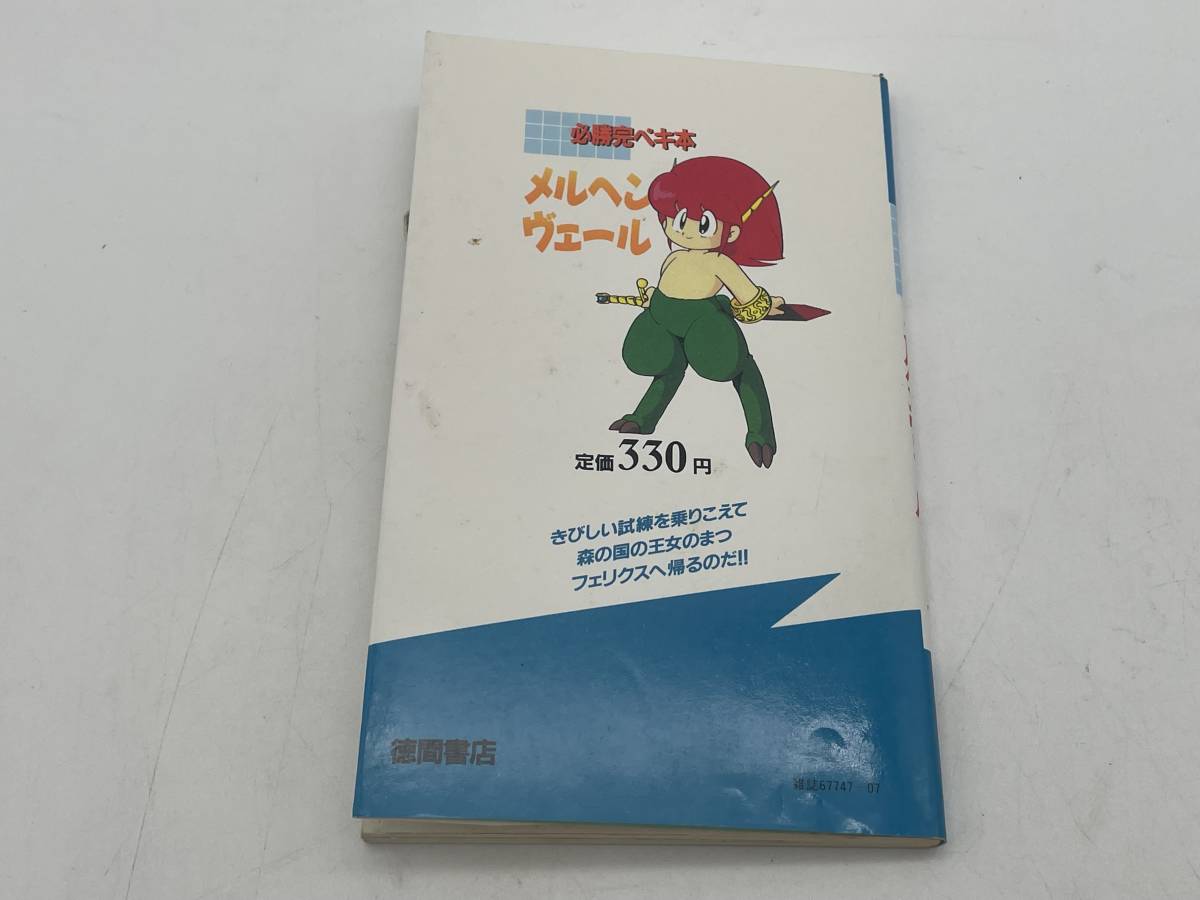 必勝完ペキ本
メルヘン
ヴェール
定価330円
きびしい試練を乗りこえて
森の国の王女のまつ
フェリクスへ帰るのだ!!
徳間書店
雑誌67747-07